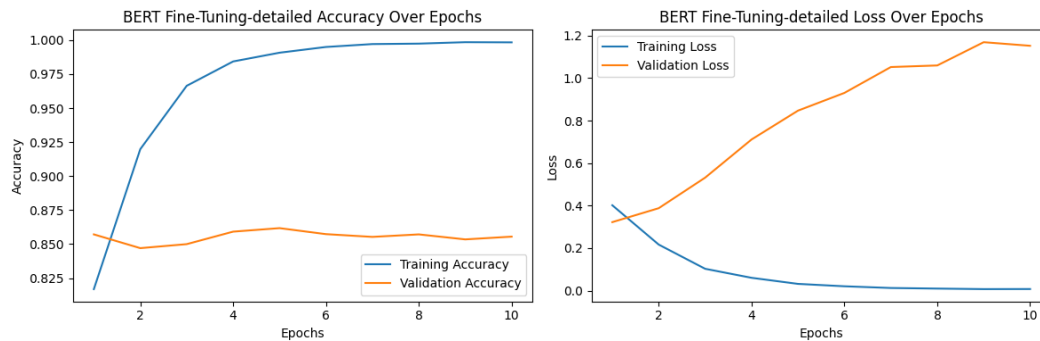 BERT Fine-Tuning-detailed Accuracy Over Epochs
1.000
0.975
0.950
0.925
0.900
0.875
0.850
0.825
Accuracy
Training Accuracy
Validation Accuracy
2
4
6
8
10
Epochs
BERT Fine-Tuning-detailed Loss Over Epochs
1.2
1.0
0.8
0.6
0.4
0.2
0.0
Loss
Training Loss
Validation Loss
2
4
6
8
10
Epochs